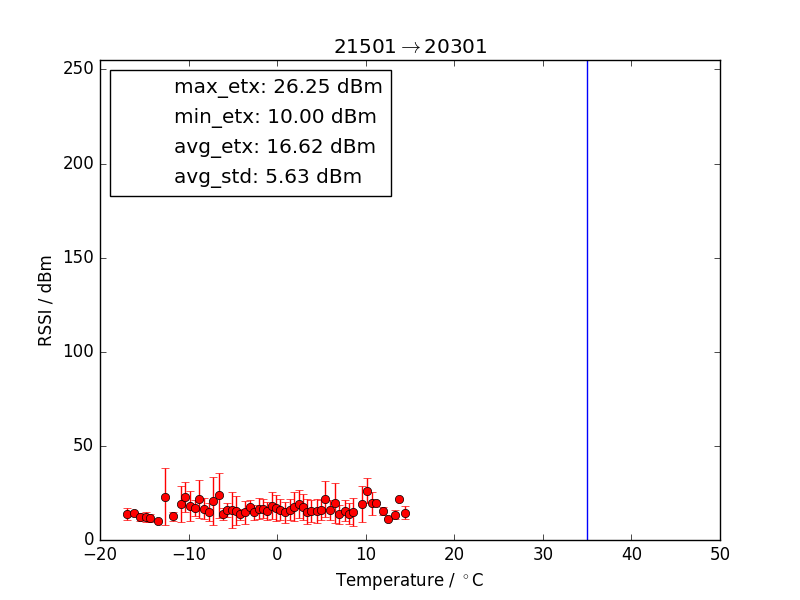 21501→20301
max_etx: 26.25 dBm
min_etx: 10.00 dBm
avg_etx: 16.62 dBm
avg_std: 5.63 dBm
RSSI / dBm
250
200
150
100
50
0
−20 −10 0 10 20 30 40 50
Temperature / °C